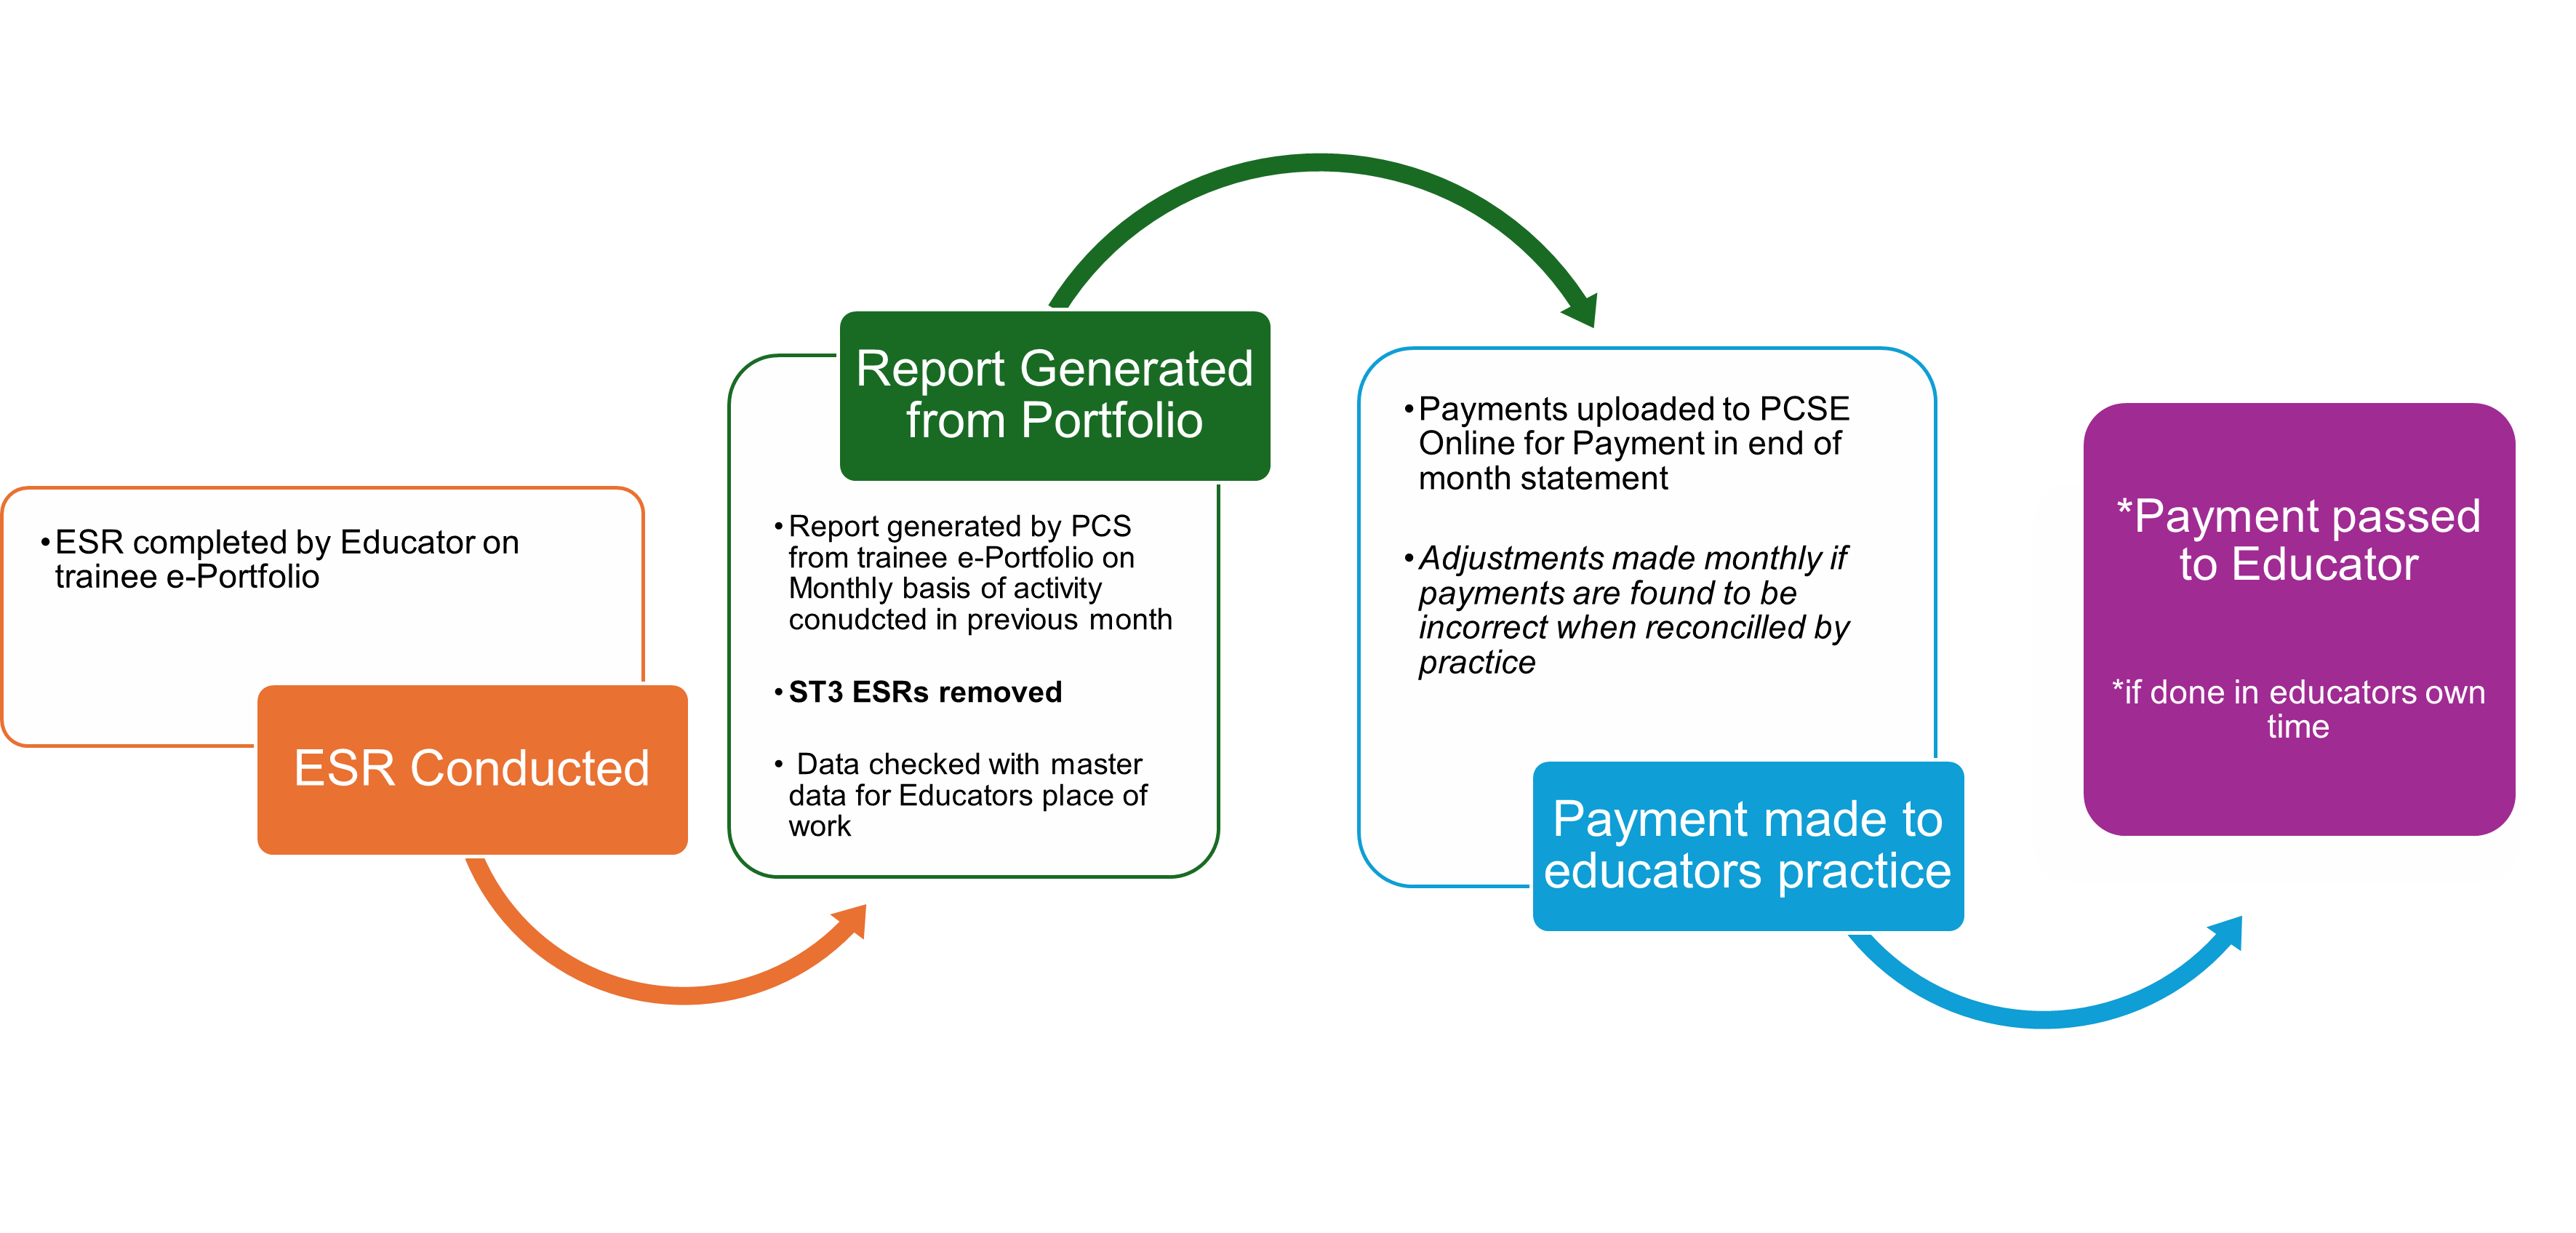 •ESR completed by Educator on
trainee e-Portfolio
ESR Conducted
Report Generated
from Portfolio
•Report generated by PCS
from trainee e-Portfolio on
Monthly basis of activity
conudcted in previous month
•ST3 ESRs removed
• Data checked with master
data for Educators place of
work
•Payments uploaded to PCSE
Online for Payment in end of
month statement
•Adjustments made monthly if
payments are found to be
incorrect when reconcilled by
practice
Payment made to
educators practice
*Payment passed
to Educator
*if done in educators own
time